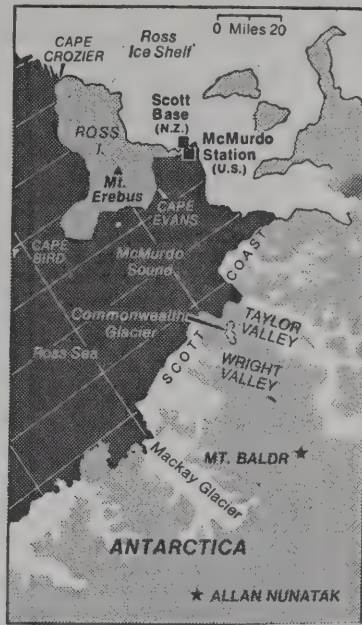 CAPE
CROZIER
Ross
Ice Shelf
0 Miles 20
Scott
Base
(N.Z.)
ROSS
I.
McMurdo
Station
(U.S.)
Mt.
Erebus
CAPE
EVANS
CAPE
BIRD
McMurdo
Sound
SCOTT COAST
Commonwealth
Glacier
TAYLOR
VALLEY
Ross Sea
WRIGHT
VALLEY
MT. BALDR
Mackay Glacier
ANTARCTICA
ALLAN NUNATAK